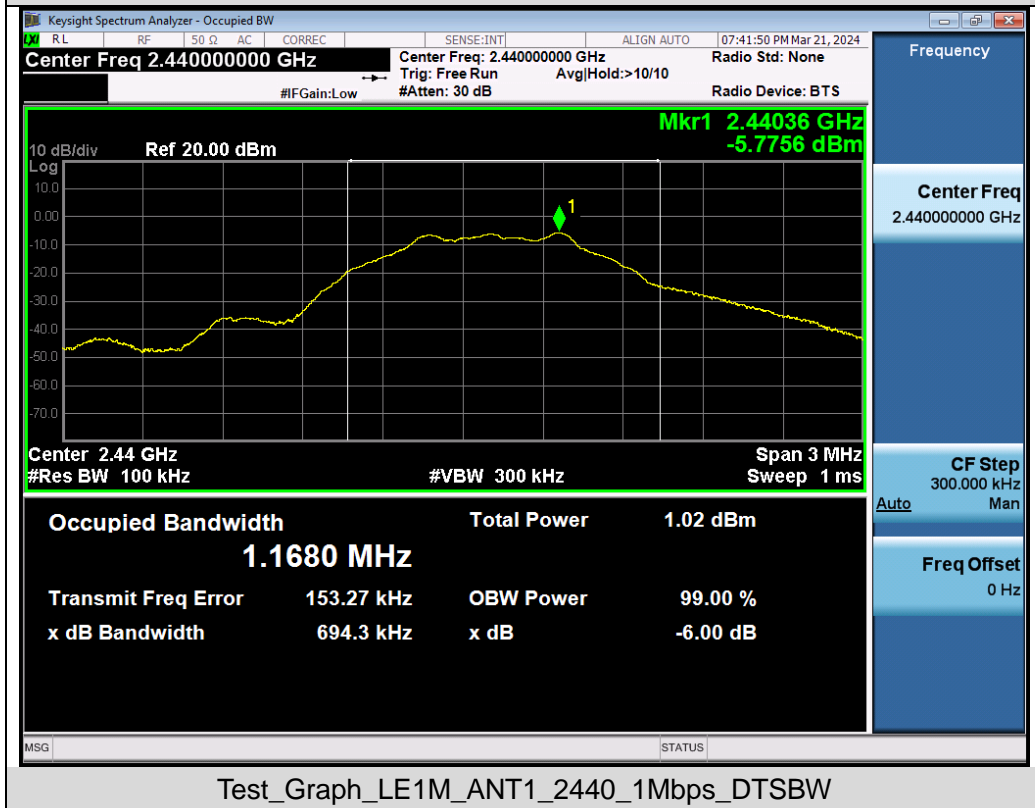 Keysight Spectrum Analyzer - Occupied BW
LXI RL RF 50 Ω AC CORREC SENSE:INT ALIGN AUTO 07:41:50 PM Mar 21, 2024
Center Freq 2.440000000 GHz
#IFGain:Low
Center Freq: 2.440000000 GHz
Trig: Free Run Avg|Hold:>10/10
#Atten: 30 dB
Radio Std: None
Radio Device: BTS
Mkr1 2.44036 GHz
-5.7756 dBm
10 dB/div Ref 20.00 dBm
Log
10.0
0.00
-10.0
-20.0
-30.0
-40.0
-50.0
-60.0
-70.0
1
Center 2.44 GHz Span 3 MHz
#Res BW 100 kHz #VBW 300 kHz Sweep 1 ms
Occupied Bandwidth Total Power 1.02 dBm
1.1680 MHz
Transmit Freq Error 153.27 kHz OBW Power 99.00 %
x dB Bandwidth 694.3 kHz x dB -6.00 dB
Frequency
Center Freq
2.440000000 GHz
CF Step
300.000 kHz
Auto Man
Freq Offset
0 Hz
MSG STATUS
Test_Graph_LE1M_ANT1_2440_1Mbps_DTSBW